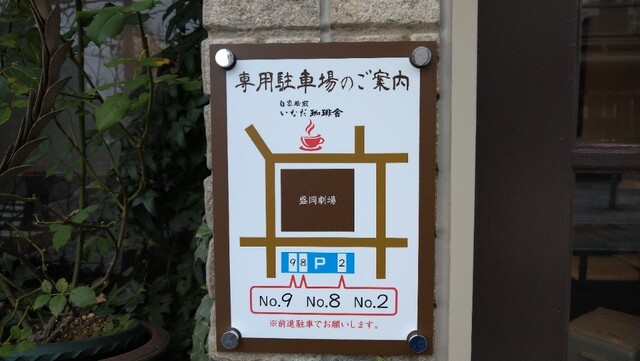 専用駐車場のご案内
自家焙煎
いなだ珈琲舎
盛岡劇場
9 8 P 2
No.9 No.8 No.2
※前進駐車でお願いします。